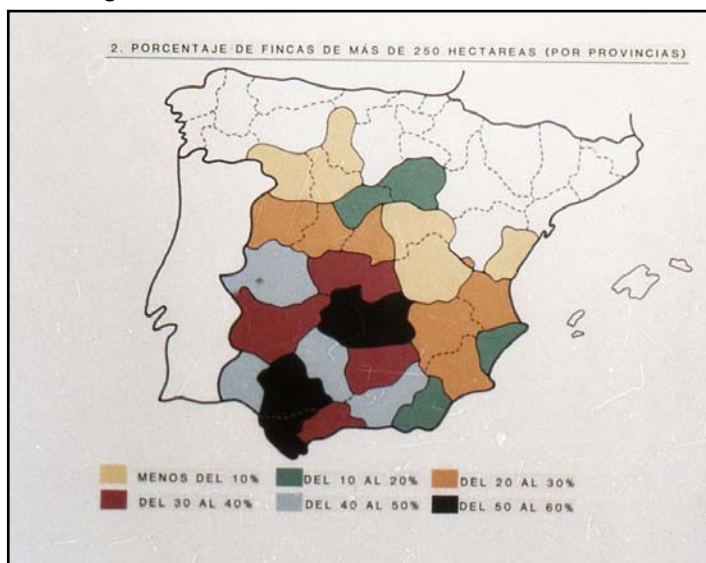 2. PORCENTAJE DE FINCAS DE MÁS DE 250 HECTAREAS (POR PROVINCIAS)
MENOS DEL 10% DEL 10 AL 20% DEL 20 AL 30%
DEL 30 AL 40% DEL 40 AL 50% DEL 50 AL 60%